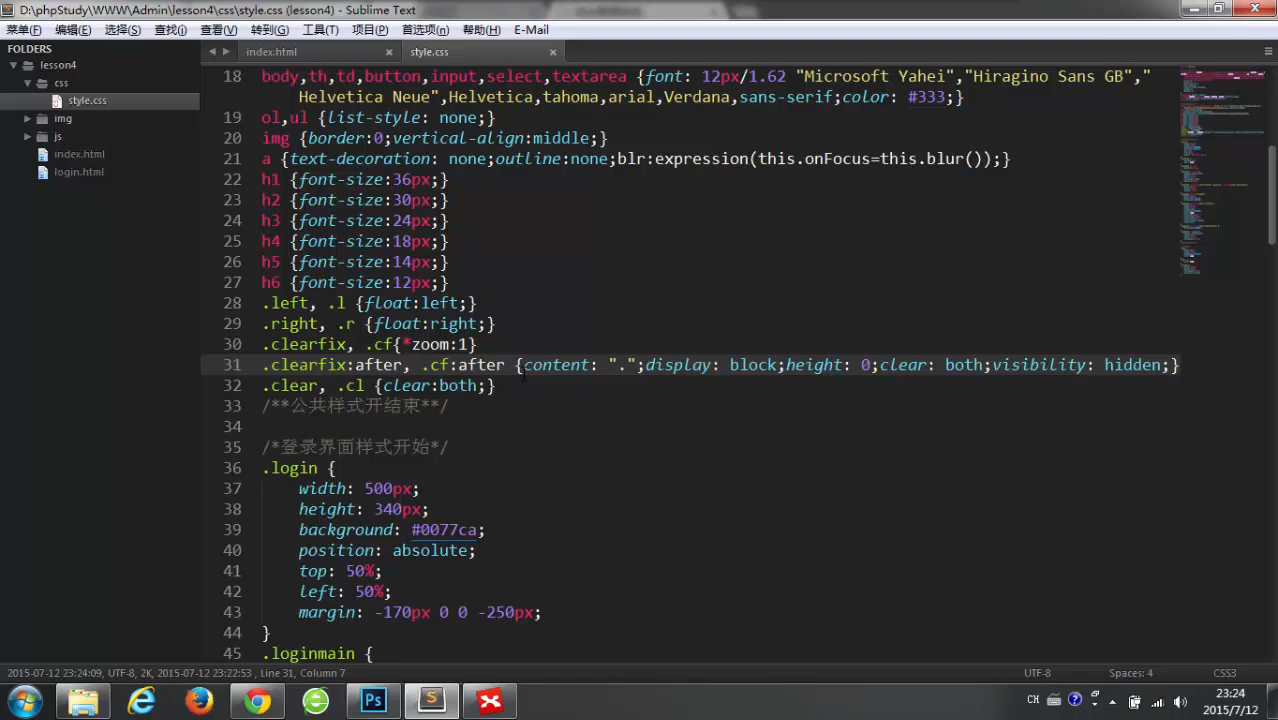 D:\phpStudy\WWW\Admin\lesson4\css\style.css (lesson4) - Sublime Text
菜单(F) 编辑(E) 选择(S) 查找(I) 查看(V) 转到(G) 工具(T) 项目(P) 首选项(n) 帮助(H) E-Mail
FOLDERS
lesson4
css
style.css
img
js
index.html
login.html
index.html × style.css ×
18 body,th,td,button,input,select,textarea {font: 12px/1.62 "Microsoft Yahei","Hiragino Sans GB","
Helvetica Neue",Helvetica,tahoma,arial,Verdana,sans-serif;color: #333;}
19 ol,ul {list-style: none;}
20 img {border:0;vertical-align:middle;}
21 a {text-decoration: none;outline:none;blr:expression(this.onFocus=this.blur());}
22 h1 {font-size:36px;}
23 h2 {font-size:30px;}
24 h3 {font-size:24px;}
25 h4 {font-size:18px;}
26 h5 {font-size:14px;}
27 h6 {font-size:12px;}
28 .left, .l {float:left;}
29 .right, .r {float:right;}
30 .clearfix, .cf{*zoom:1}
31 .clearfix:after, .cf:after {content: ".";display: block;height: 0;clear: both;visibility: hidden;}
32 .clear, .cl {clear:both;}
33 /**公共样式开结束**/
34
35 /*登录界面样式开始*/
36 .login {
37 width: 500px;
38 height: 340px;
39 background: #0077ca;
40 position: absolute;
41 top: 50%;
42 left: 50%;
43 margin: -170px 0 0 -250px;
44 }
45 .loginmain {
2015-07-12 23:24:09, UTF-8, 2K, 2015-07-12 23:22:53 , Line 31, Column 7 UTF-8 Spaces: 4 CSS3
Ps S CH 23:24
2015/7/12